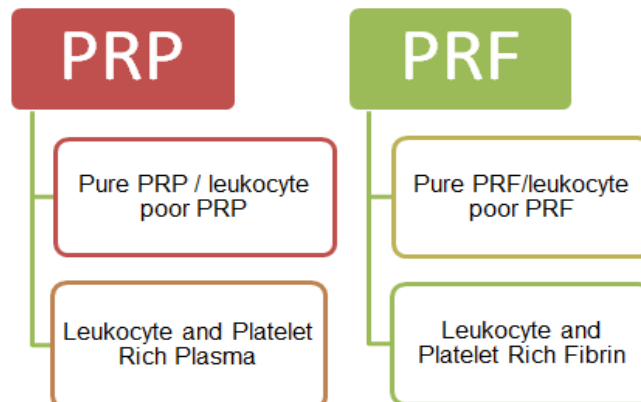 PRP
Pure PRP / leukocyte
poor PRP
Leukocyte and Platelet
Rich Plasma
PRF
Pure PRF/leukocyte
poor PRF
Leukocyte and
Platelet Rich Fibrin